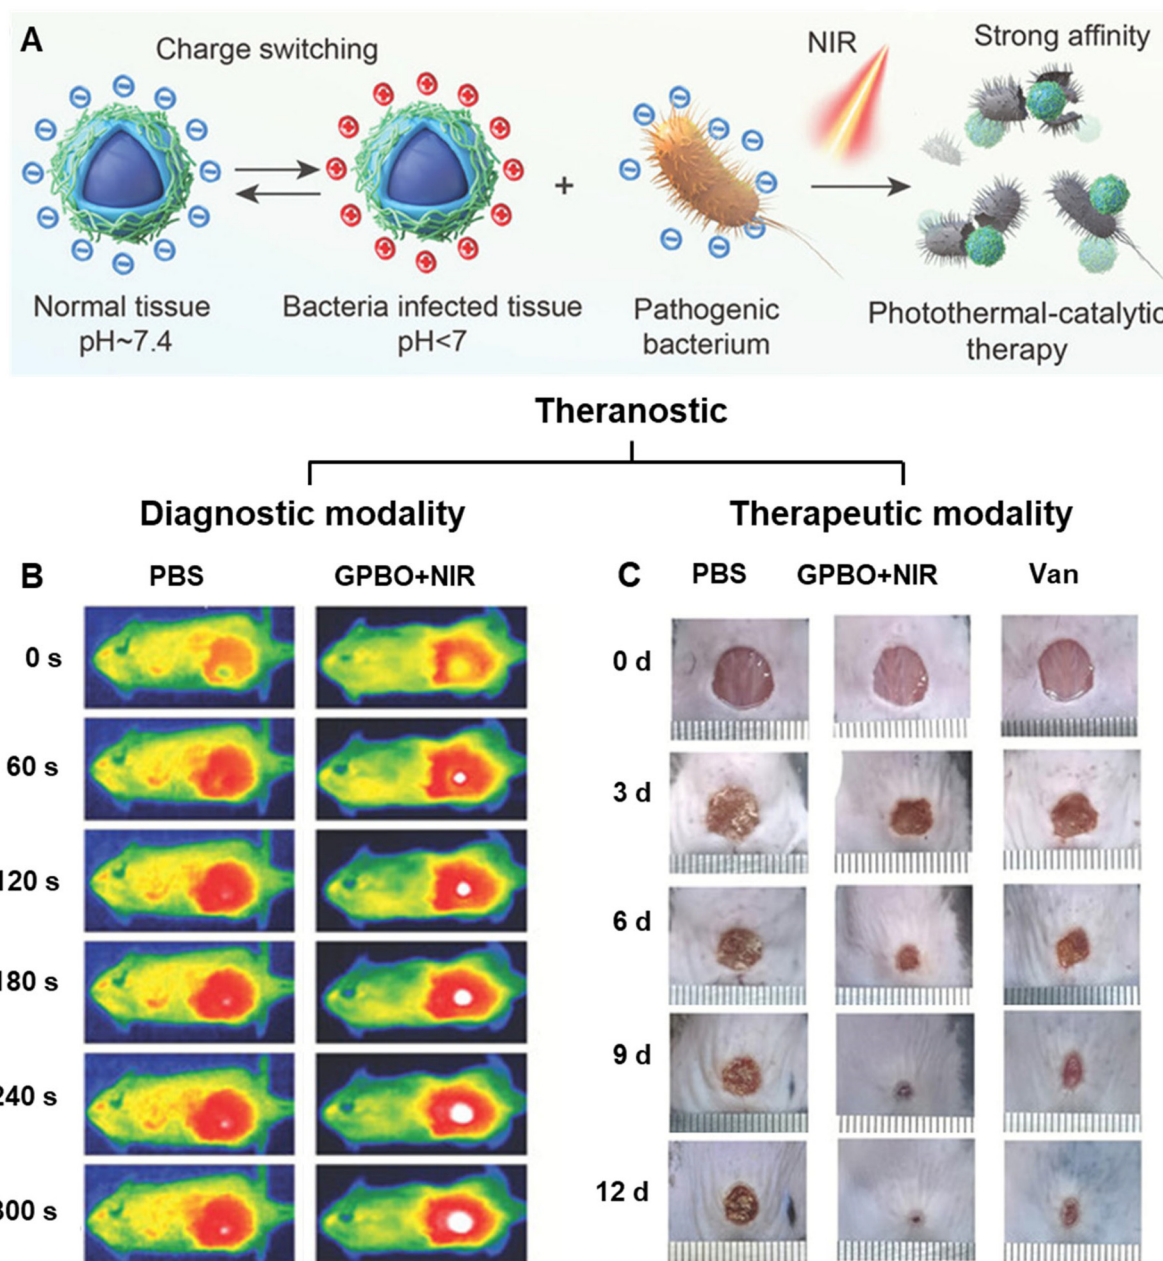 A
Charge switching
NIR
Strong affinity
+
Normal tissue
pH~7.4
Bacteria infected tissue
pH<7
Pathogenic
bacterium
Photothermal-catalytic
therapy
Theranostic
Diagnostic modality
Therapeutic modality
B
PBS
GPBO+NIR
0 s
60 s
120 s
180 s
240 s
300 s
C
PBS
GPBO+NIR
Van
0 d
3 d
6 d
9 d
12 d